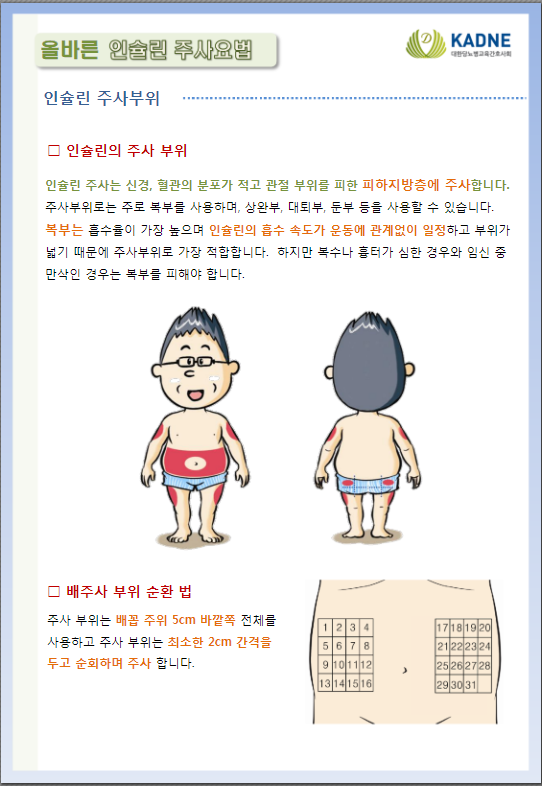 올바른 인슐린 주사요법
KADNE
대한당뇨병교육간호사회
인슐린 주사부위
□ 인슐린의 주사 부위
인슐린 주사는 신경, 혈관의 분포가 적고 관절 부위를 피한 피하지방층에 주사합니다.
주사부위로는 주로 복부를 사용하며, 상완부, 대퇴부, 둔부 등을 사용할 수 있습니다.
복부는 흡수율이 가장 높으며 인슐린의 흡수 속도가 운동에 관계없이 일정하고 부위가
넓기 때문에 주사부위로 가장 적합합니다. 하지만 복수나 흉터가 심한 경우와 임신 중
만삭인 경우는 복부를 피해야 합니다.
□ 배주사 부위 순환 법
주사 부위는 배꼽 주위 5cm 바깥쪽 전체를
사용하고 주사 부위는 최소한 2cm 간격을
두고 순회하며 주사 합니다.
1 2 3 4 17 18 19 20
5 6 7 8 21 22 23 24
9 10 11 12 25 26 27 28
13 14 15 16 29 30 31